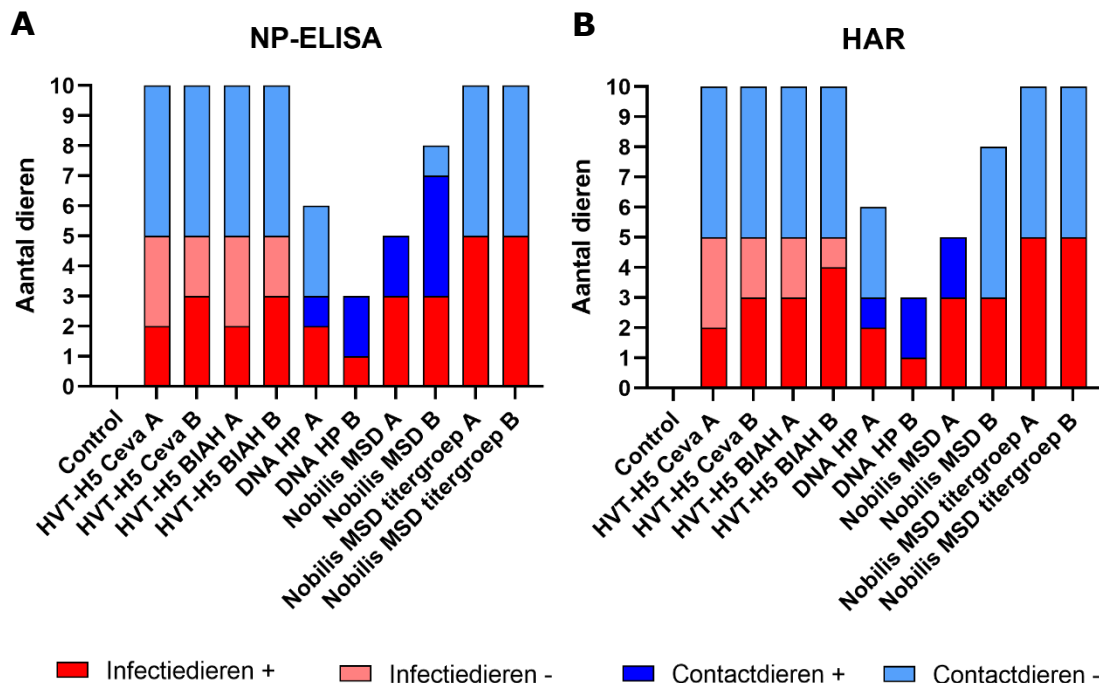 A
NP-ELISA
Aantal dieren
10
9
8
7
6
5
4
3
2
1
0
Control
HVT-H5 Ceva A
HVT-H5 Ceva B
HVT-H5 BIAH A
HVT-H5 BIAH B
DNA HP A
DNA HP B
Nobilis MSD A
Nobilis MSD B
Nobilis MSD titergroep A
Nobilis MSD titergroep B
B
HAR
Aantal dieren
10
9
8
7
6
5
4
3
2
1
0
Control
HVT-H5 Ceva A
HVT-H5 Ceva B
HVT-H5 BIAH A
HVT-H5 BIAH B
DNA HP A
DNA HP B
Nobilis MSD A
Nobilis MSD B
Nobilis MSD titergroep A
Nobilis MSD titergroep B
Infectiedieren +
Infectiedieren -
Contactdieren +
Contactdieren -